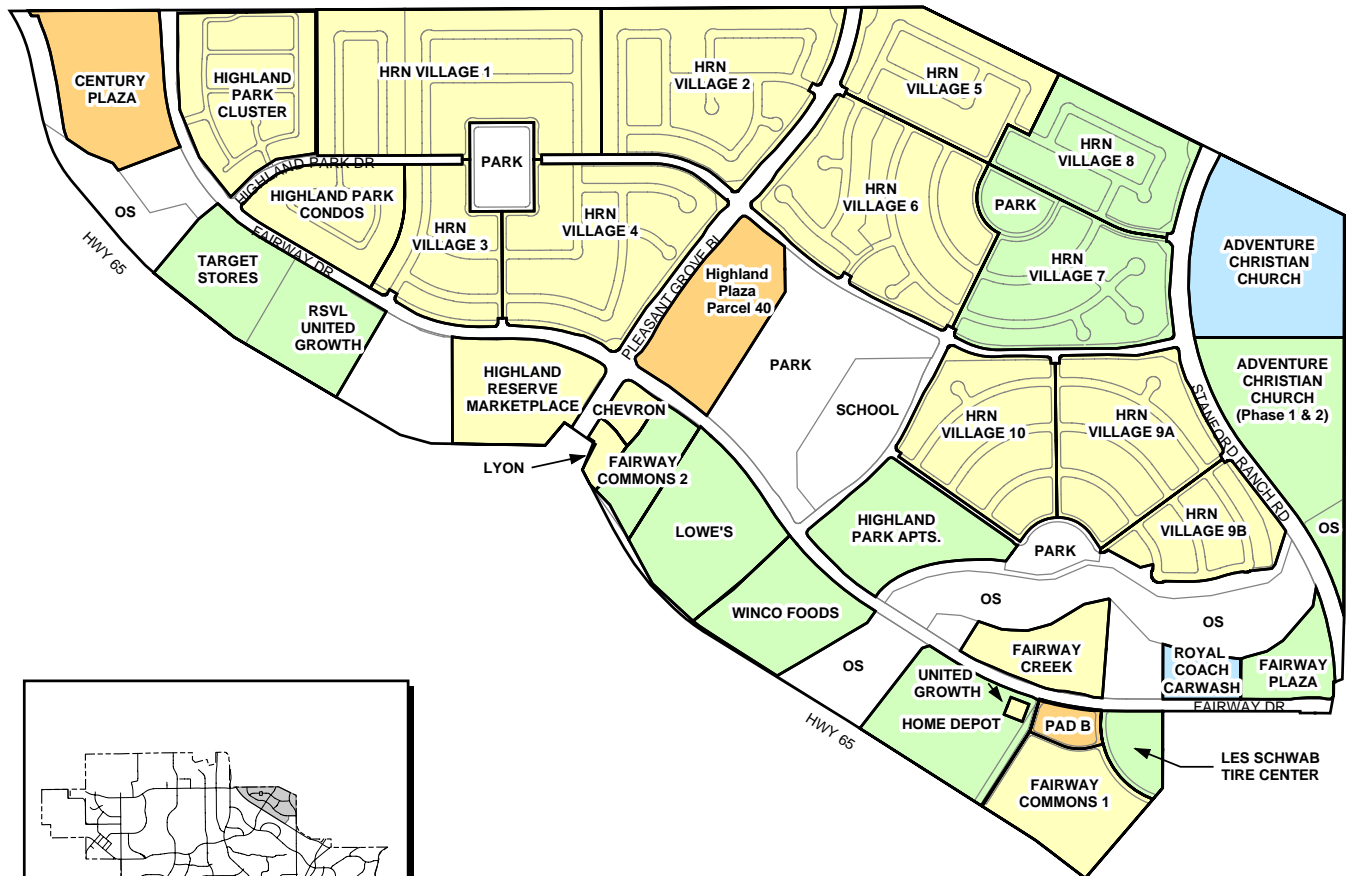 CENTURY
PLAZA
HIGHLAND
PARK
CLUSTER
HRN VILLAGE 1
HRN
VILLAGE 2
HRN
VILLAGE 5
HRN
VILLAGE 8
PARK
HIGHLAND PARK DR
HIGHLAND PARK
CONDOS
HRN
VILLAGE 3
HRN
VILLAGE 4
HRN
VILLAGE 6
PARK
HRN
VILLAGE 7
ADVENTURE
CHRISTIAN
CHURCH
OS
HWY 65
FAIRWAY DR
TARGET
STORES
RSVL
UNITED
GROWTH
PLEASANT GROVE BL
Highland
Plaza
Parcel 40
PARK
SCHOOL
HIGHLAND
RESERVE
MARKETPLACE
CHEVRON
LYON
FAIRWAY
COMMONS 2
LOWE'S
WINCO FOODS
HRN
VILLAGE 10
HRN
VILLAGE 9A
STANFORD RANCH RD
ADVENTURE
CHRISTIAN
CHURCH
(Phase 1 & 2)
HRN
VILLAGE 9B
OS
HIGHLAND
PARK APTS.
PARK
OS
OS
OS
FAIRWAY
CREEK
ROYAL
COACH
CARWASH
FAIRWAY
PLAZA
FAIRWAY DR
UNITED
GROWTH
HOME DEPOT
PAD B
HWY 65
FAIRWAY
COMMONS 1
LES SCHWAB
TIRE CENTER